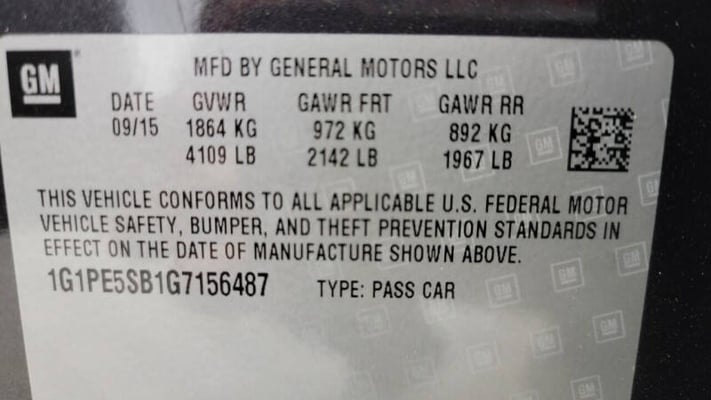 GM
MFD BY GENERAL MOTORS LLC
DATE GVWR GAWR FRT GAWR RR
09/15 1864 KG 972 KG 892 KG
4109 LB 2142 LB 1967 LB
THIS VEHICLE CONFORMS TO ALL APPLICABLE U.S. FEDERAL MOTOR
VEHICLE SAFETY, BUMPER, AND THEFT PREVENTION STANDARDS IN
EFFECT ON THE DATE OF MANUFACTURE SHOWN ABOVE.
1G1PE5SB1G7156487 TYPE: PASS CAR